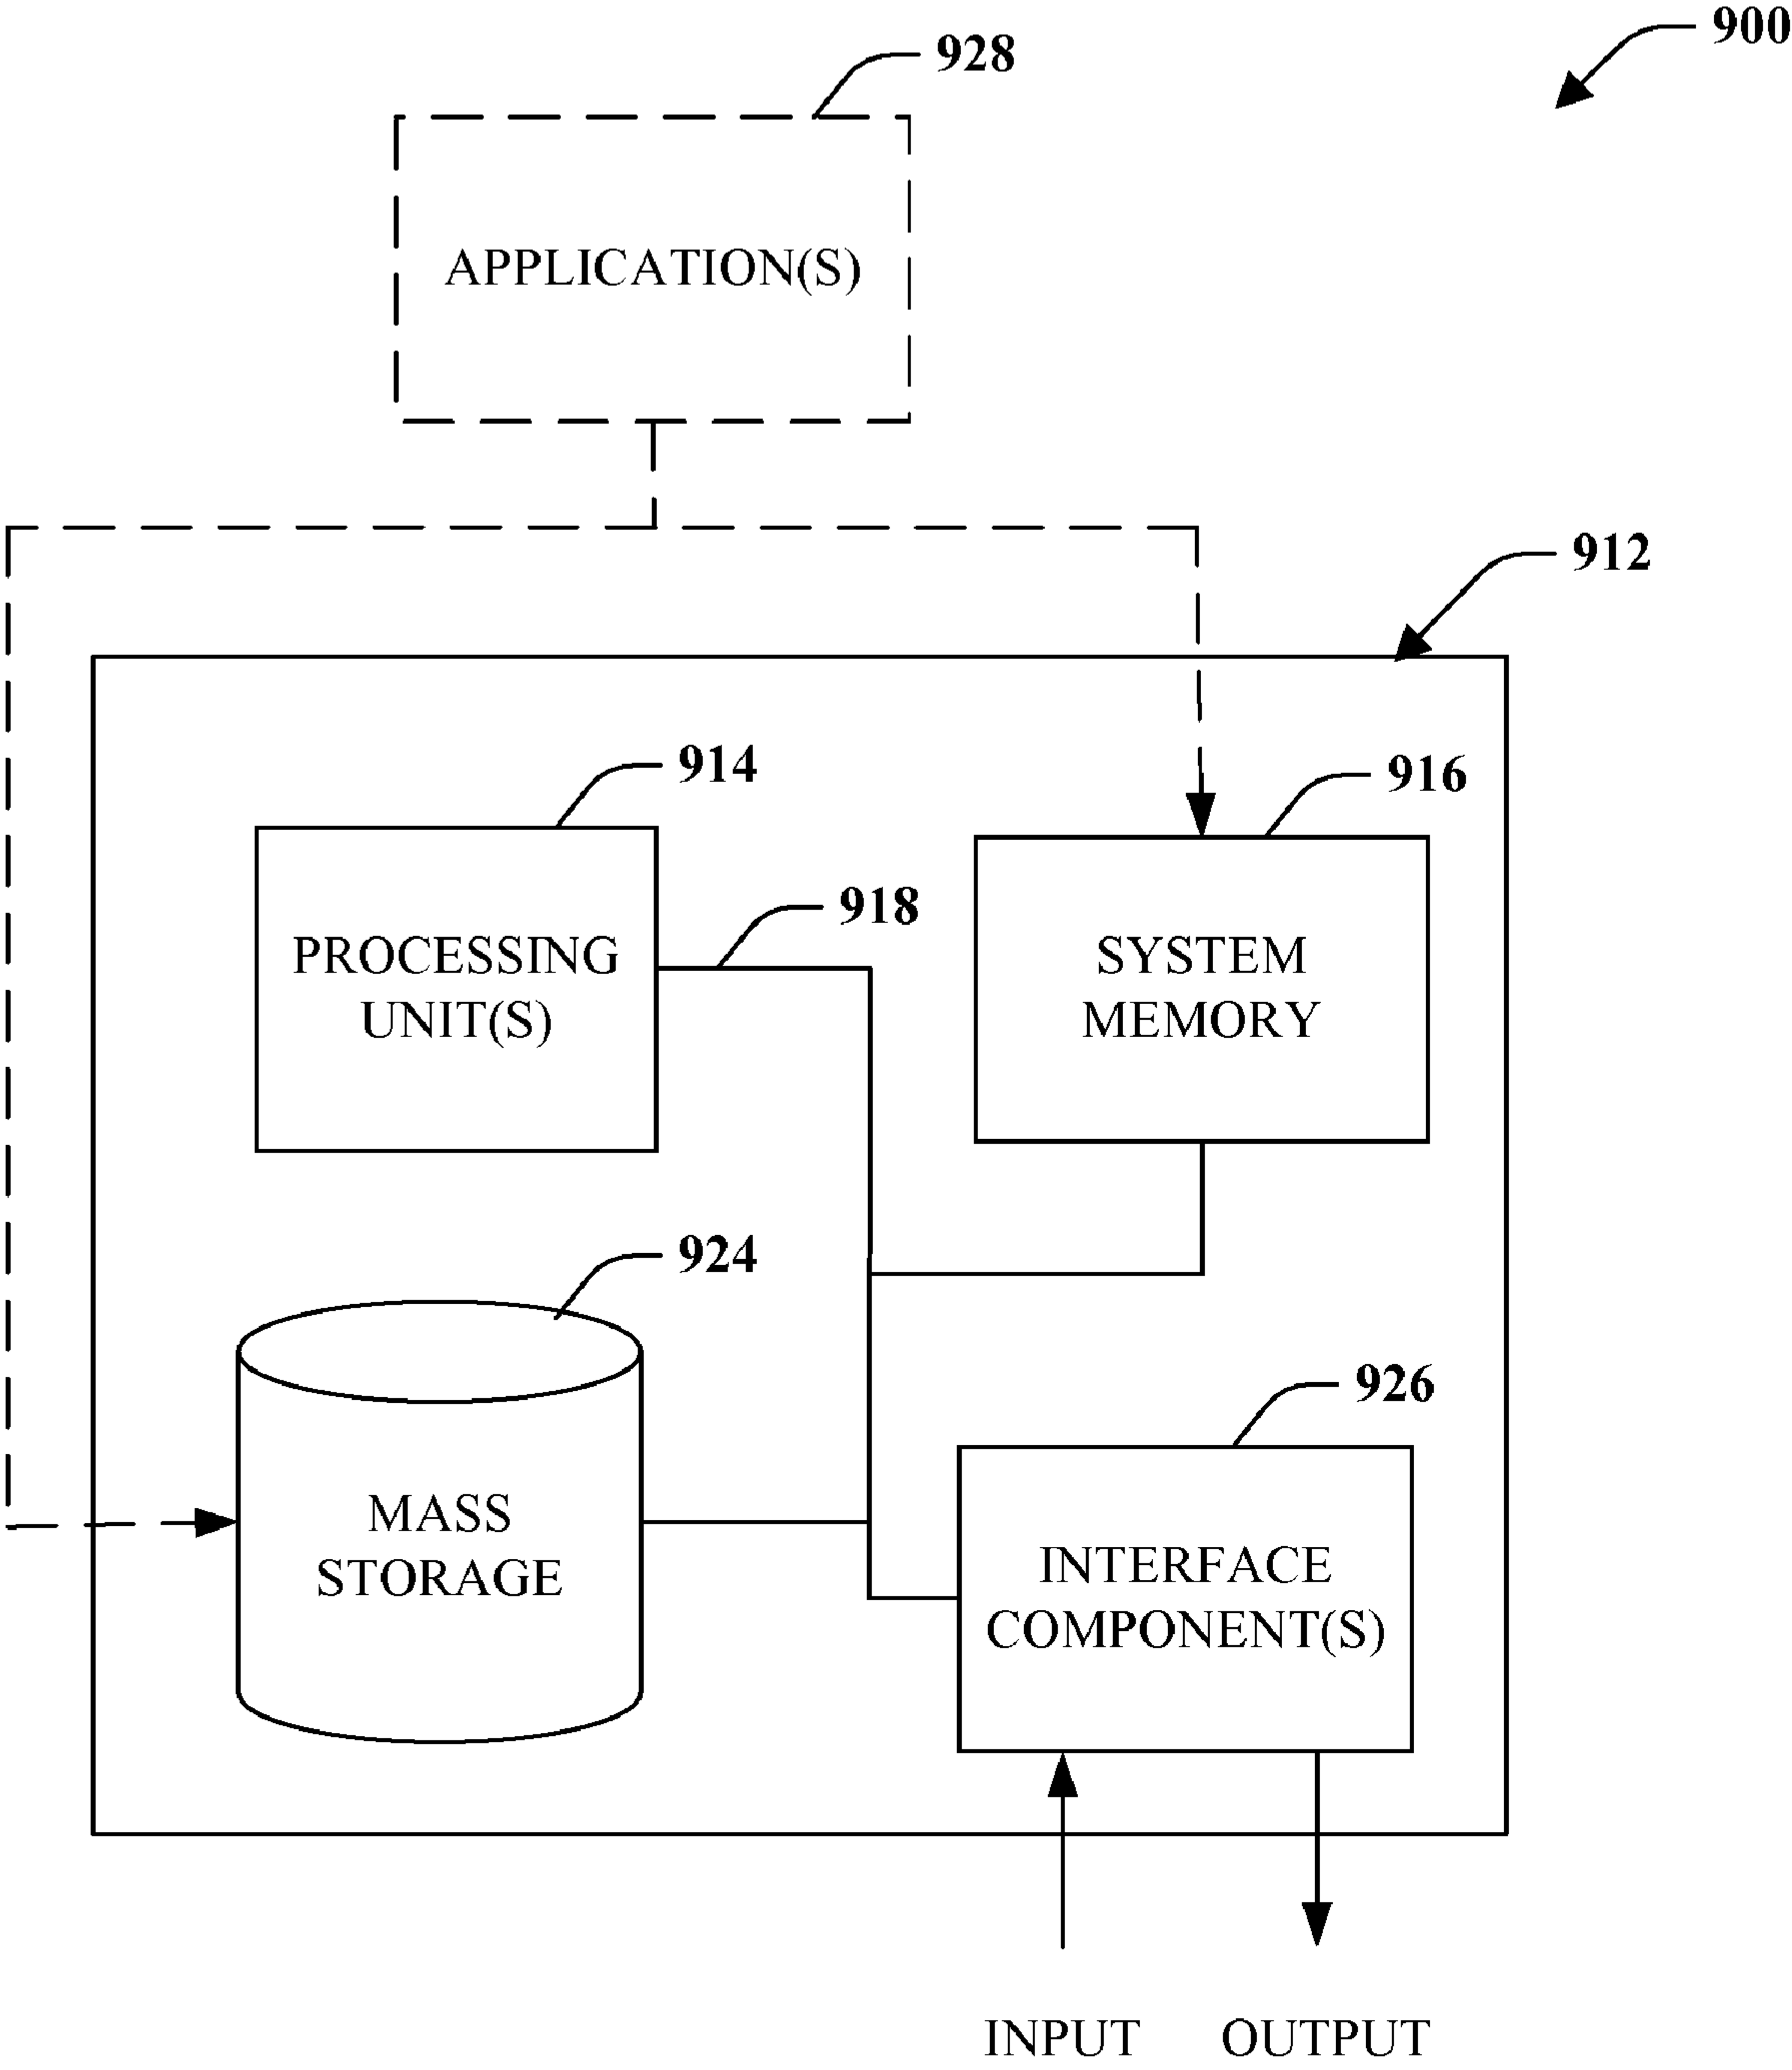 900
928
APPLICATION(S)
912
914
916
918
PROCESSING
UNIT(S)
SYSTEM
MEMORY
924
926
MASS
STORAGE
INTERFACE
COMPONENT(S)
INPUT
OUTPUT